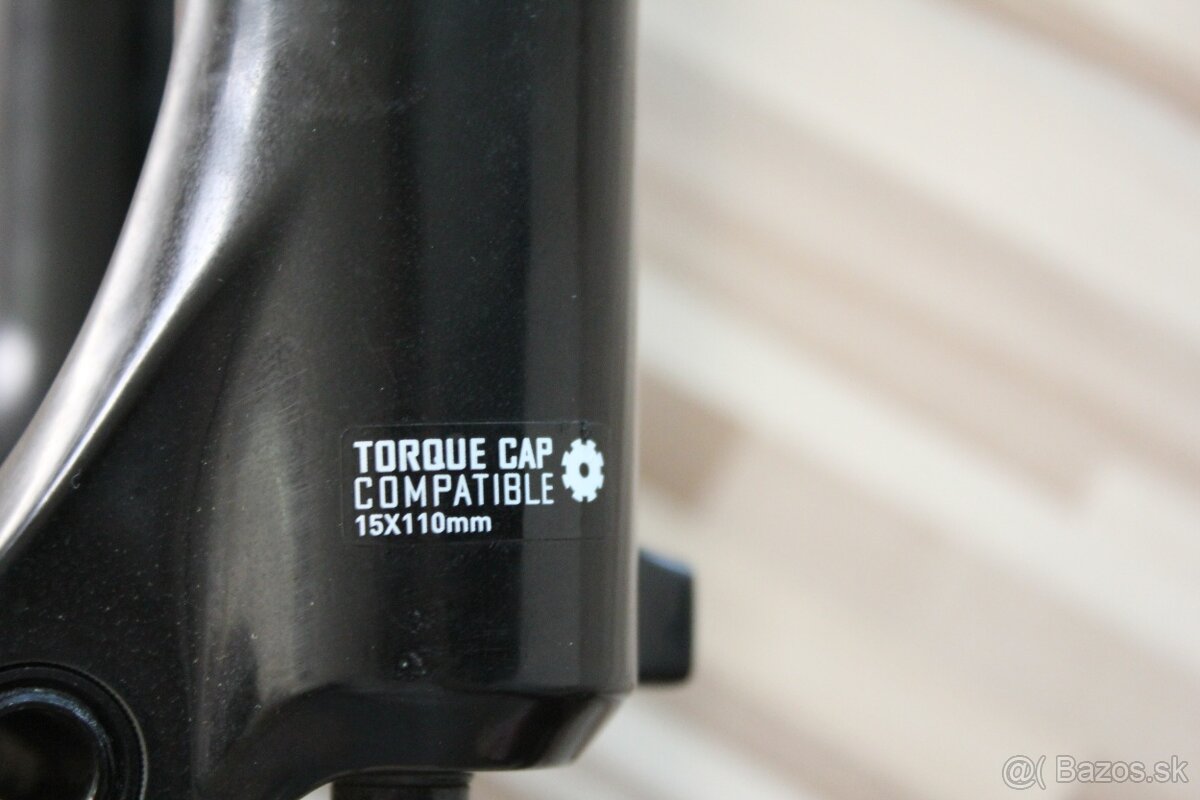 TORQUE CAP
COMPATIBLE
15X110mm
@( Bazos.sk